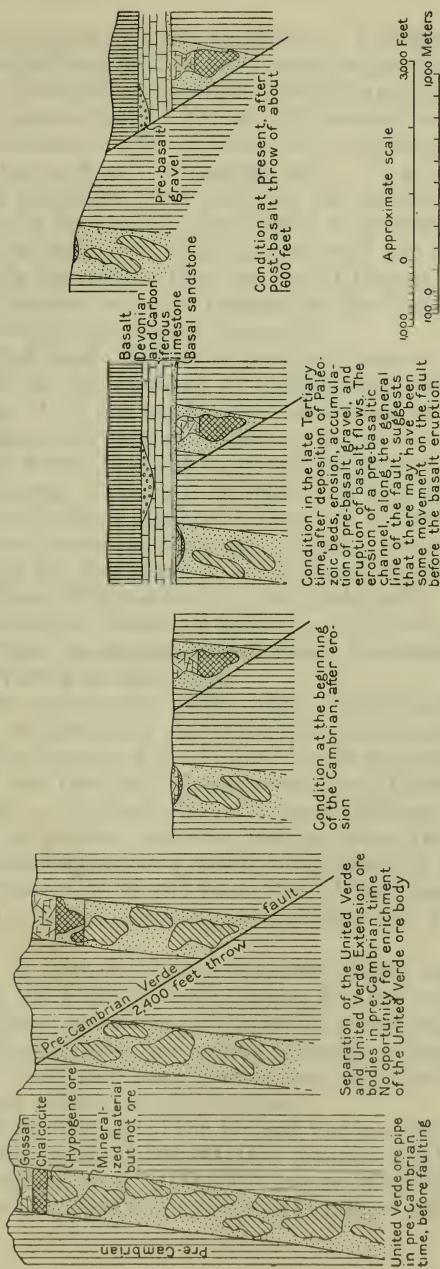 Gossan
Chalcocite
Hypogene ore
Mineral-
ized material
but not ore
Pre-Cambrian
United Verde ore pipe
in pre-Cambrian
time, before faulting
Pre-Cambrian Verde
fault
2,400 feet throw
Separation of the United Verde
and United Verde Extension ore
bodies in pre-Cambrian time
No oportunity for enrichment
of the United Verde ore body
Condition at the beginning
of the Cambrian, after ero-
sion
Basalt
Devonian
and Carbon-
iferous
limestone
Basal sandstone
Condition in the late Tertiary
time, after deposition of Paleo-
zoic beds, erosion, accumula-
tion of pre-basalt gravel, and
eruption of basalt flows. The
erosion of a pre-basaltic
channel, along the general
line of the fault, suggests
that there may have been
some movement on the fault
before the basalt eruption
Pre-basalt
gravel
Condition at present, after
post-basalt throw of about
1600 feet
Approximate scale
1,000 0 3,000 Feet
100 0 1,000 Meters